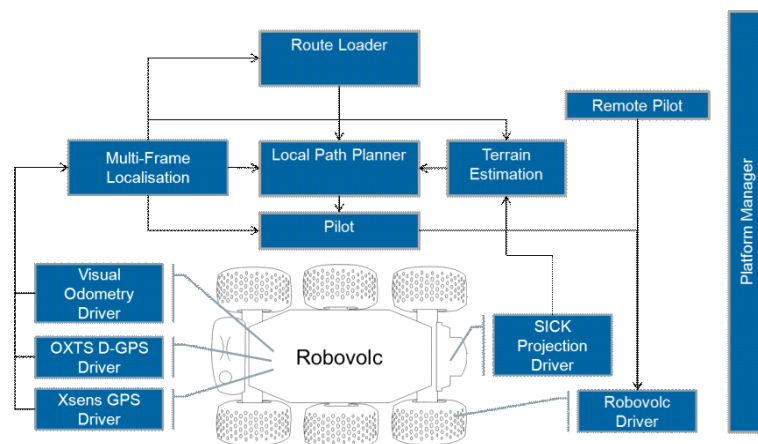 Route Loader
Remote Pilot
Multi-Frame
Localisation
Local Path Planner
Terrain
Estimation
Pilot
Platform Manager
Visual
Odometry
Driver
OXTS D-GPS
Driver
Xsens GPS
Driver
Robovolc
SICK
Projection
Driver
Robovolc
Driver